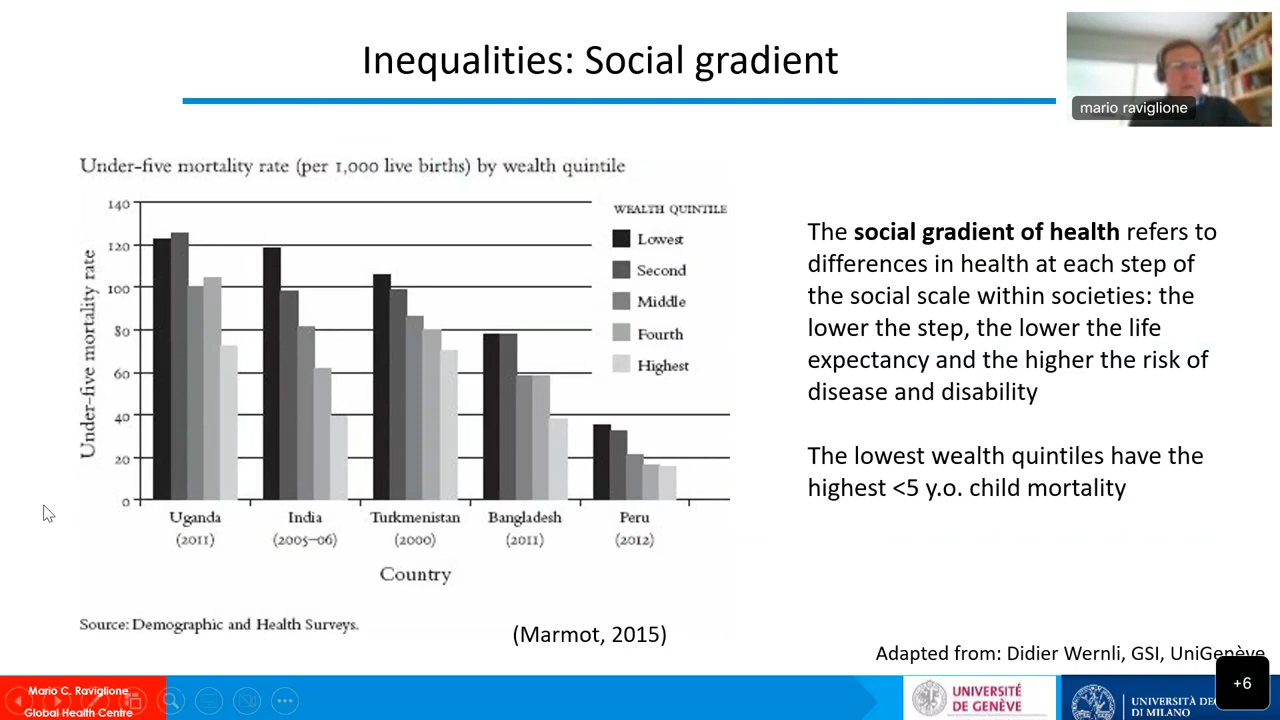 Inequalities: Social gradient
mario raviglione
Under-five mortality rate (per 1,000 live births) by wealth quintile
Under-five mortality rate
140
120
100
80
60
40
20
0
WEALTH QUINTILE
Lowest
Second
Middle
Fourth
Highest
Uganda
(2011)
India
(2005–06)
Turkmenistan
(2000)
Bangladesh
(2011)
Peru
(2012)
Country
Source: Demographic and Health Surveys.
(Marmot, 2015)
The social gradient of health refers to
differences in health at each step of
the social scale within societies: the
lower the step, the lower the life
expectancy and the higher the risk of
disease and disability
The lowest wealth quintiles have the
highest <5 y.o. child mortality
Adapted from: Didier Wernli, GSI, UniGenève
+6
Mario C. Raviglione
Global Health Centre
UNIVERSITÉ
DE GENÈVE
UNIVERSITÀ
DI MILANO